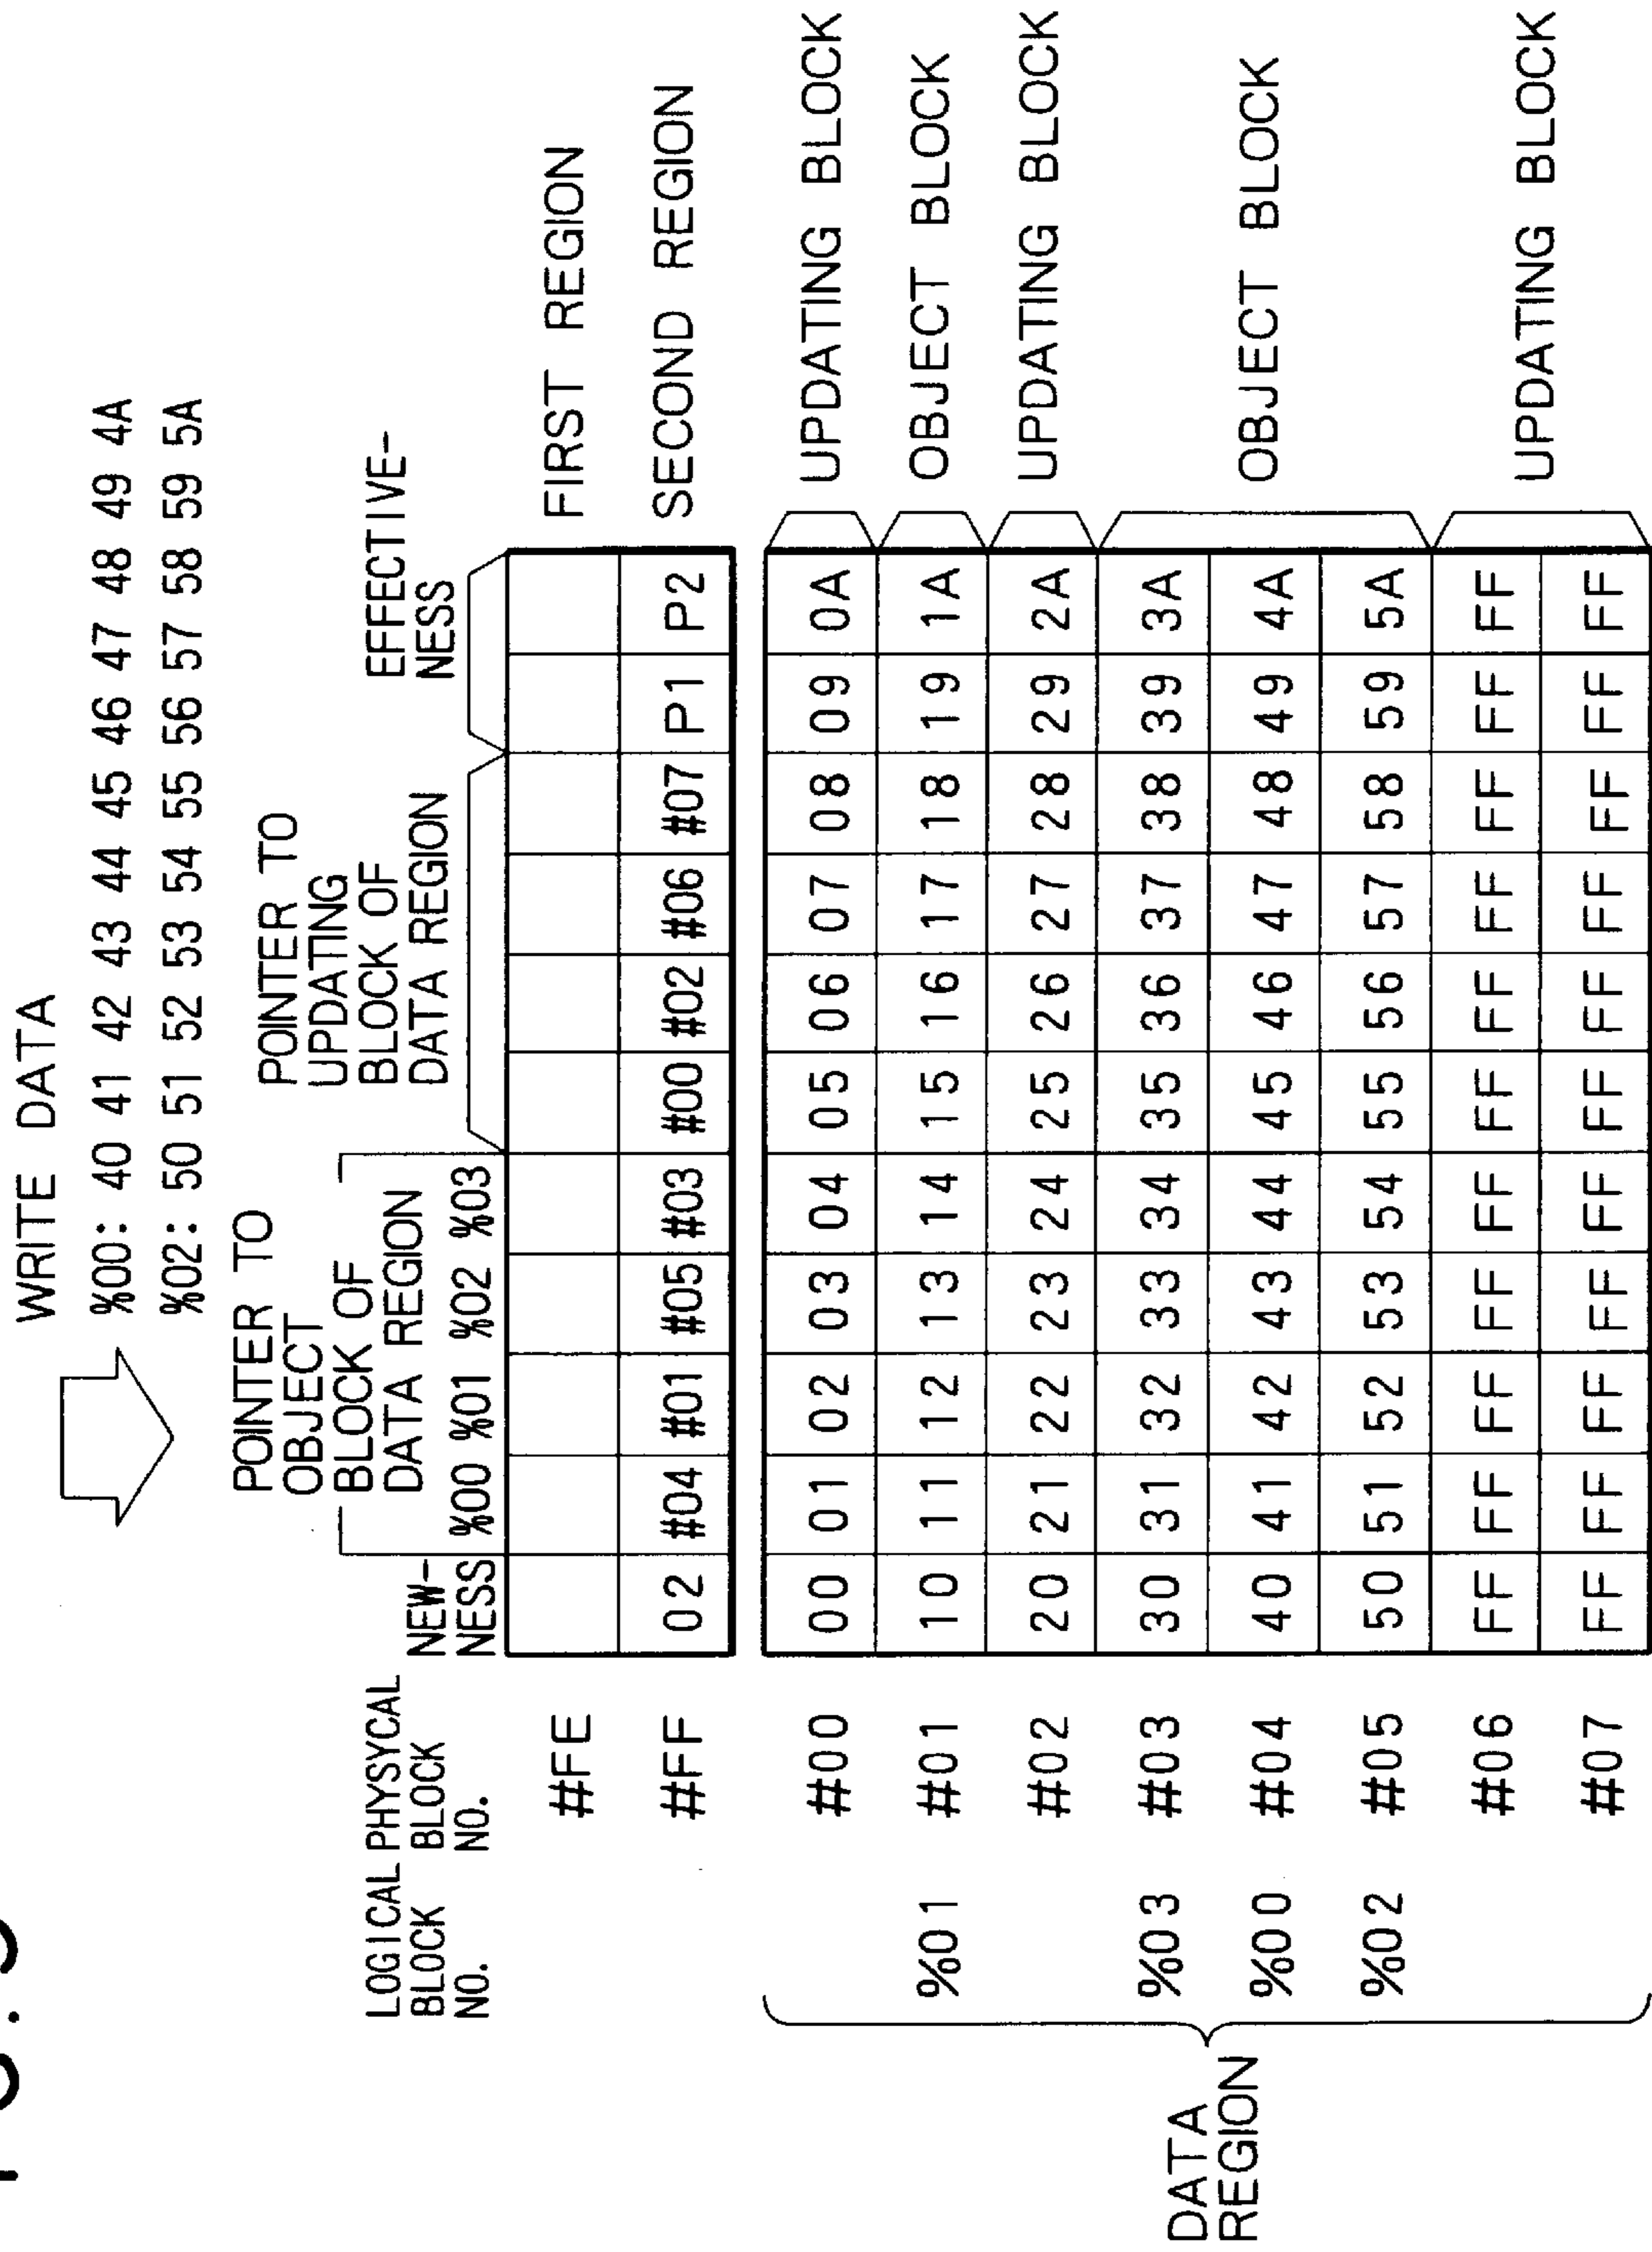 WRITE DATA
%00: 40 41 42 43 44 45 46 47 48 49 4A
%02: 50 51 52 53 54 55 56 57 58 59 5A
POINTER TO
OBJECT
BLOCK OF
DATA REGION
POINTER TO
UPDATING
BLOCK OF
DATA REGION
EFFECTIVE-
NESS
LOGICAL PHYSYCAL
BLOCK BLOCK
NO. NO.
NEW-
NESS
%00 %01 %02 %03
#FE FIRST REGION
#FF 02 #04 #01 #05 #03 #00 #02 #06 #07 P1 P2 SECOND REGION
#00 00 01 02 03 04 05 06 07 08 09 0A UPDATING BLOCK
%01 #01 10 11 12 13 14 15 16 17 18 19 1A OBJECT BLOCK
#02 20 21 22 23 24 25 26 27 28 29 2A UPDATING BLOCK
%03 #03 30 31 32 33 34 35 36 37 38 39 3A
%00 #04 40 41 42 43 44 45 46 47 48 49 4A OBJECT BLOCK
%02 #05 50 51 52 53 54 55 56 57 58 59 5A
#06 FF FF FF FF FF FF FF FF FF FF FF
#07 FF FF FF FF FF FF FF FF FF FF FF
UPDATING BLOCK
DATA
REGION